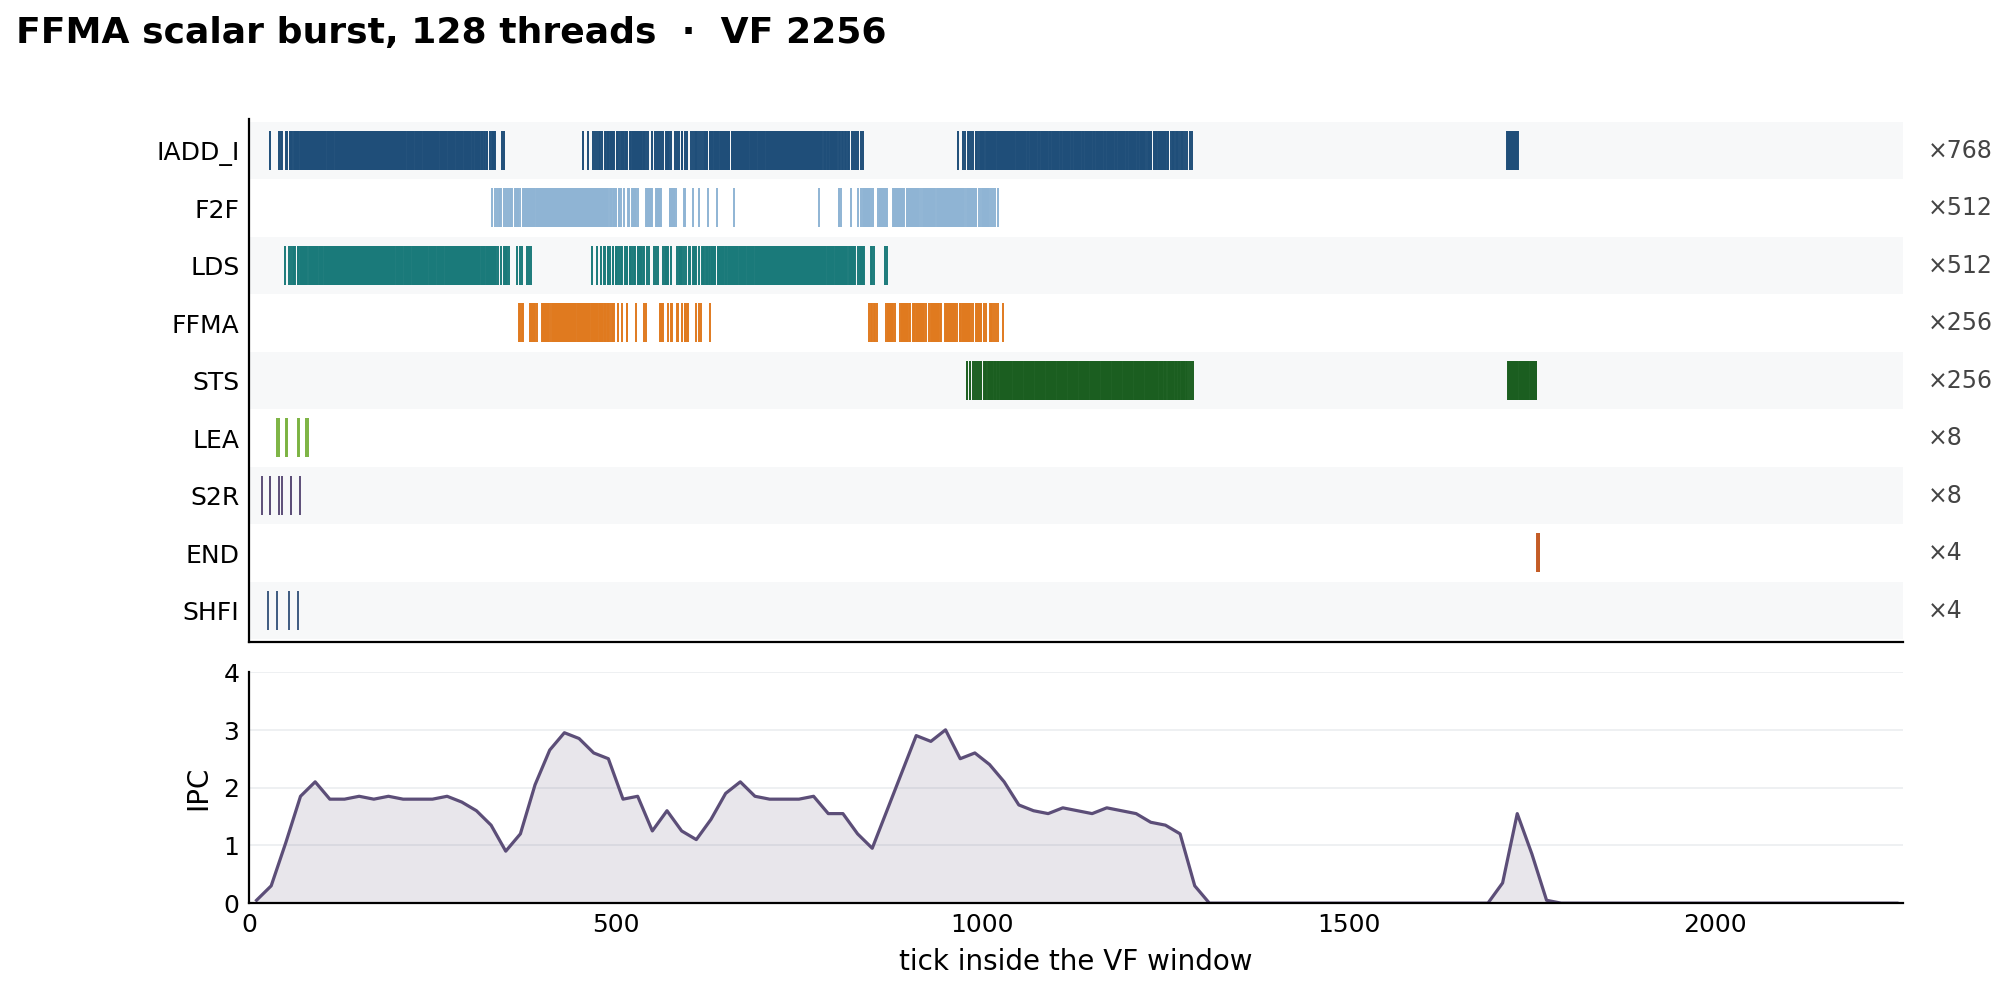 FFMA scalar burst, 128 threads · VF 2256
IADD_I ×768
F2F ×512
LDS ×512
FFMA ×256
STS ×256
LEA ×8
S2R ×8
END ×4
SHFI ×4
4
3
2
1
0
IPC
0 500 1000 1500 2000
tick inside the VF window